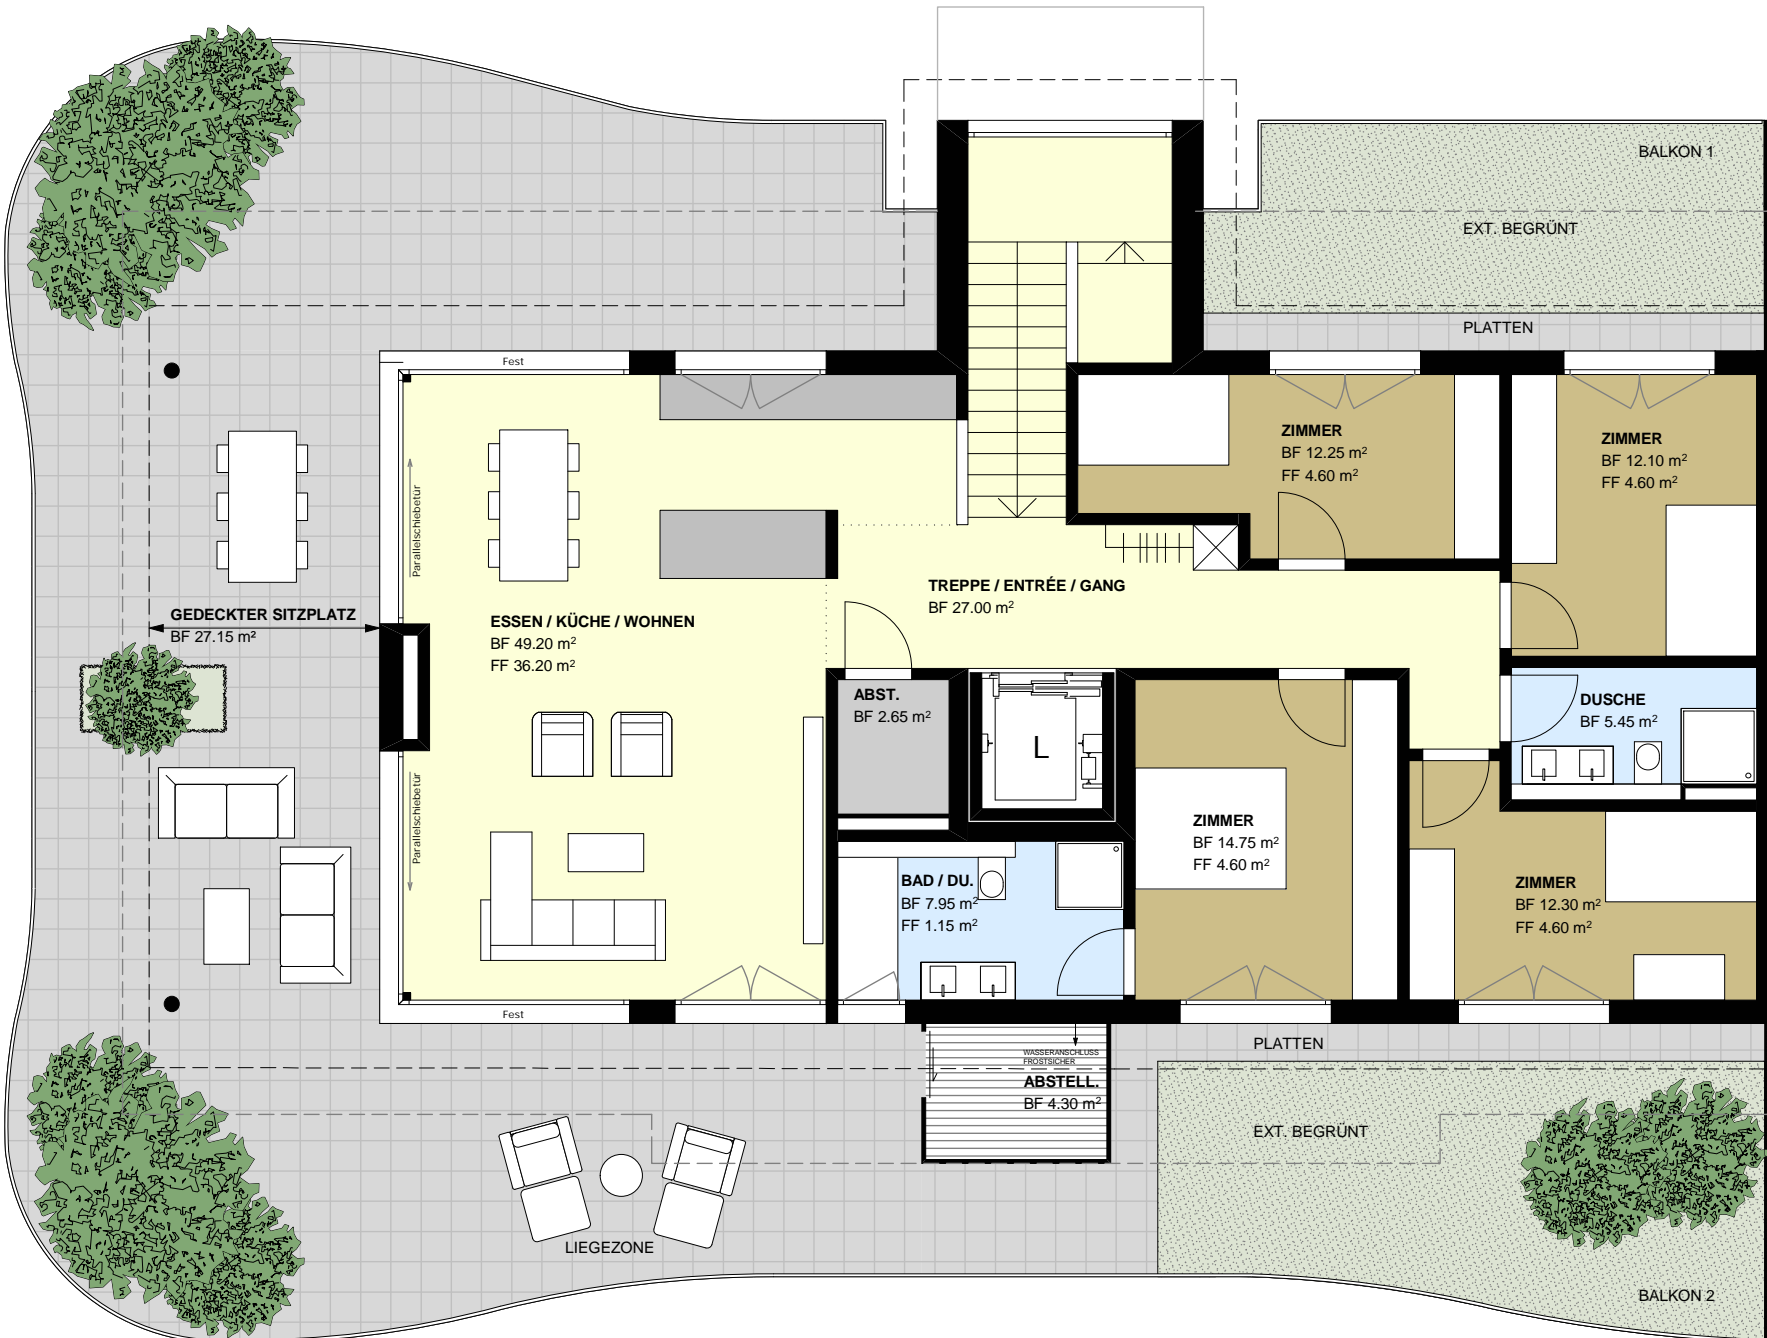 BALKON 1
EXT. BEGRÜNT
PLATTEN
Fest
ZIMMER
BF 12.25 m²
FF 4.60 m²
ZIMMER
BF 12.10 m²
FF 4.60 m²
Parallelschiebetür
GEDECKTER SITZPLATZ
BF 27.15 m²
ESSEN / KÜCHE / WOHNEN
BF 49.20 m²
FF 36.20 m²
TREPPE / ENTRÉE / GANG
BF 27.00 m²
ABST.
BF 2.65 m²
L
DUSCHE
BF 5.45 m²
Parallelschiebetür
ZIMMER
BF 14.75 m²
FF 4.60 m²
BAD / DU.
BF 7.95 m²
FF 1.15 m²
ZIMMER
BF 12.30 m²
FF 4.60 m²
Fest
PLATTEN
WASSERANSCHLUSS
FROSTSICHER
ABSTELL.
BF 4.30 m²
EXT. BEGRÜNT
LIEGEZONE
BALKON 2